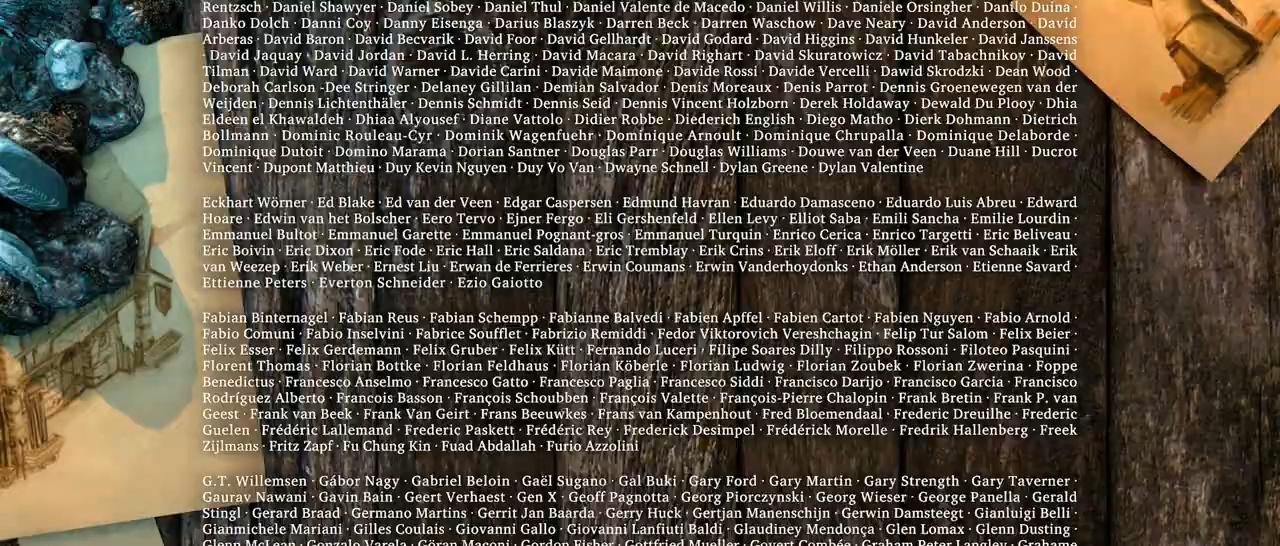 Rentzsch · Daniel Shawyer · Daniel Sobey · Daniel Thul · Daniel Valente de Macedo · Daniel Willis · Daniele Orsingher · Danilo Duina ·
Danko Dolch · Danni Coy · Danny Eisenga · Darius Blaszyk · Darren Beck · Darren Waschow · Dave Neary · David Anderson · David
Arberas · David Baron · David Becvarik · David Foor · David Gellhardt · David Godard · David Higgins · David Hunkeler · David Janssens
· David Jaquay · David Jordan · David L. Herring · David Macara · David Righart · David Skuratowicz · David Tabachnikov · David
Tilman · David Ward · David Warner · Davide Carini · Davide Maimone · Davide Rossi · Davide Vercelli · Dawid Skrodzki · Dean Wood ·
Deborah Carlson -Dee Stringer · Delaney Gillilan · Demian Salvador · Denis Moreaux · Denis Parrot · Dennis Groenewegen van der
Weijden · Dennis Lichtenthäler · Dennis Schmidt · Dennis Seid · Dennis Vincent Holzborn · Derek Holdaway · Dewald Du Plooy · Dhia
Eldeen el Khawaldeh · Dhiaa Alyousef · Diane Vattolo · Didier Robbe · Diederich English · Diego Matho · Dierk Dohmann · Dietrich
Bollmann · Dominic Rouleau-Cyr · Dominik Wagenfuehr · Dominique Arnoult · Dominique Chrupalla · Dominique Delaborde ·
Dominique Dutoit · Domino Marama · Dorian Santner · Douglas Parr · Douglas Williams · Douwe van der Veen · Duane Hill · Ducrot
Vincent · Dupont Matthieu · Duy Kevin Nguyen · Duy Vo Van · Dwayne Schnell · Dylan Greene · Dylan Valentine
Eckhart Wörner · Ed Blake · Ed van der Veen · Edgar Caspersen · Edmund Havran · Eduardo Damasceno · Eduardo Luis Abreu · Edward
Hoare · Edwin van het Bolscher · Eero Tervo · Ejner Fergo · Eli Gershenfeld · Ellen Levy · Elliot Saba · Emili Sancha · Emilie Lourdin ·
Emmanuel Bultot · Emmanuel Garette · Emmanuel Pognant-gros · Emmanuel Turquin · Enrico Cerica · Enrico Targetti · Eric Beliveau ·
Eric Boivin · Eric Dixon · Eric Fode · Eric Hall · Eric Saldana · Eric Tremblay · Erik Crins · Erik Eloff · Erik Möller · Erik van Schaaik · Erik
van Weezep · Erik Weber · Ernest Liu · Erwan de Ferrieres · Erwin Coumans · Erwin Vanderhoydonks · Ethan Anderson · Etienne Savard ·
Ettienne Peters · Everton Schneider · Ezio Gaiotto
Fabian Binternagel · Fabian Reus · Fabian Schempp · Fabianne Balvedi · Fabien Apffel · Fabien Cartot · Fabien Nguyen · Fabio Arnold ·
Fabio Comuni · Fabio Inselvini · Fabrice Soufflet · Fabrizio Remiddi · Fedor Viktorovich Vereshchagin · Felip Tur Salom · Felix Beier ·
Felix Esser · Felix Gerdemann · Felix Gruber · Felix Kütt · Fernando Luceri · Filipe Soares Dilly · Filippo Rossoni · Filoteo Pasquini ·
Florent Thomas · Florian Bottke · Florian Feldhaus · Florian Köberle · Florian Ludwig · Florian Zoubek · Florian Zwerina · Foppe
Benedictus · Francesco Anselmo · Francesco Gatto · Francesco Paglia · Francesco Siddi · Francisco Darijo · Francisco Garcia · Francisco
Rodríguez Alberto · Francois Basson · François Schoubben · François Valette · François-Pierre Chalopin · Frank Bretin · Frank P. van
Geest · Frank van Beek · Frank Van Geirt · Frans Beeuwkes · Frans van Kampenhout · Fred Bloemendaal · Frederic Dreuilhe · Frederic
Guelen · Frédéric Lallemand · Frederic Paskett · Frédéric Rey · Frederick Desimpel · Frédérick Morelle · Fredrik Hallenberg · Freek
Zijlmans · Fritz Zapf · Fu Chung Kin · Fuad Abdallah · Furio Azzolini
G.T. Willemsen · Gábor Nagy · Gabriel Beloin · Gaël Sugano · Gal Buki · Gary Ford · Gary Martin · Gary Strength · Gary Taverner ·
Gaurav Nawani · Gavin Bain · Geert Verhaest · Gen X · Geoff Pagnotta · Georg Piorczynski · Georg Wieser · George Panella · Gerald
Stingl · Gerard Braad · Germano Martins · Gerrit Jan Baarda · Gerry Huck · Gertjan Manenschijn · Gerwin Damsteegt · Gianluigi Belli ·
Gianmichele Mariani · Gilles Coulais · Giovanni Gallo · Giovanni Lanfiuti Baldi · Glaudiney Mendonça · Glen Lomax · Glenn Dusting ·
Glenn McLean · Gonzalo Varela · Göran Maconi · Gordon Fisher · Gottfried Mueller · Govert Combée · Graham Peter Langley · Grahame